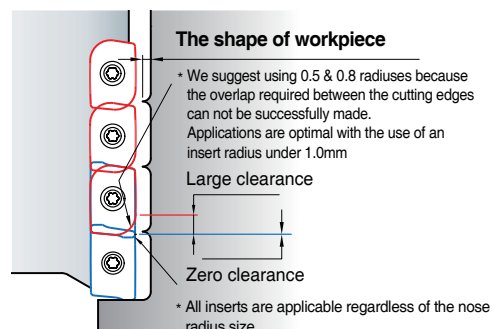 The shape of workpiece
* We suggest using 0.5 & 0.8 radiuses because
the overlap required between the cutting edges
can not be successfully made.
Applications are optimal with the use of an
insert radius under 1.0mm
Large clearance
Zero clearance
* All inserts are applicable regardless of the nose
radius size